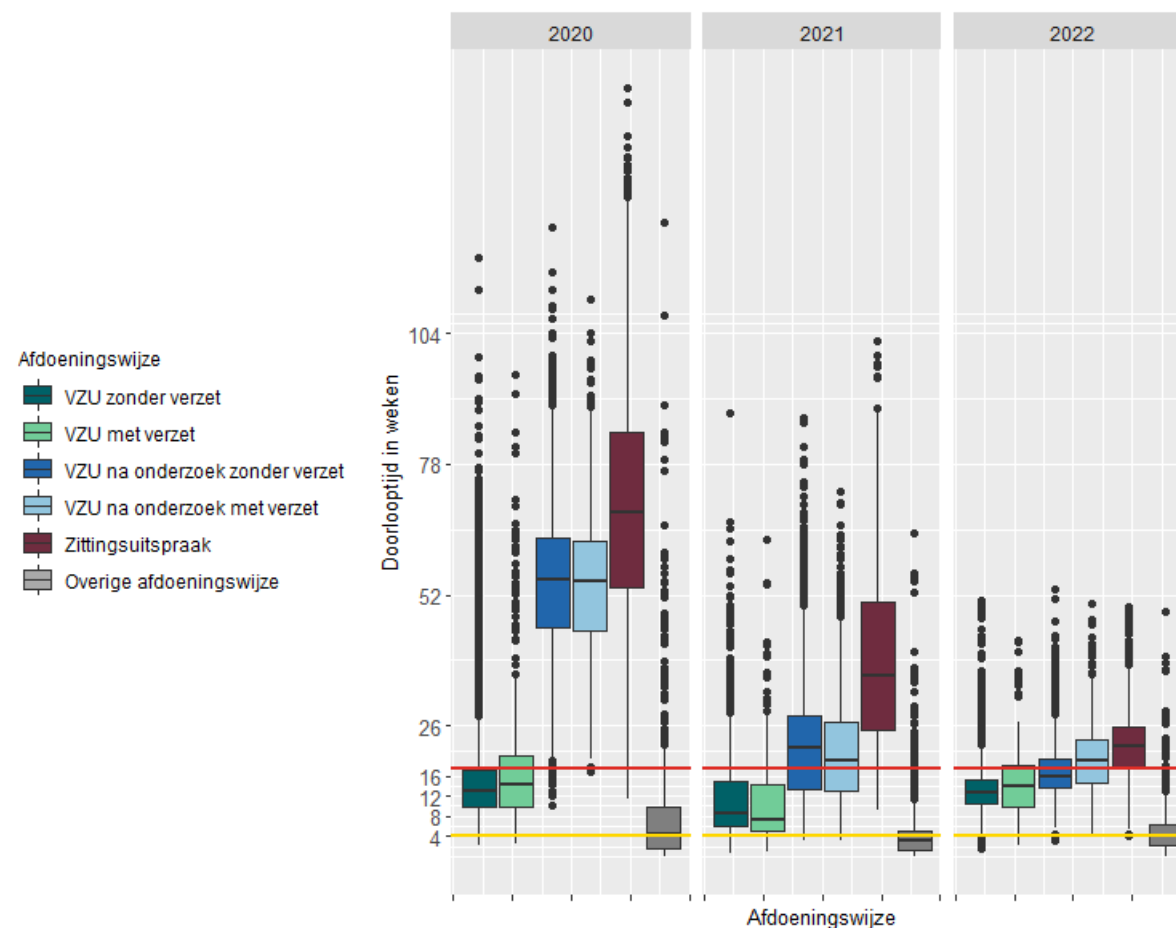 2020
2021
2022
104
78
52
26
16
12
8
4
Doorlooptijd in weken
Afdoeningswijze
Afdoeningswijze
VZU zonder verzet
VZU met verzet
VZU na onderzoek zonder verzet
VZU na onderzoek met verzet
Zittingsuitspraak
Overige afdoeningswijze